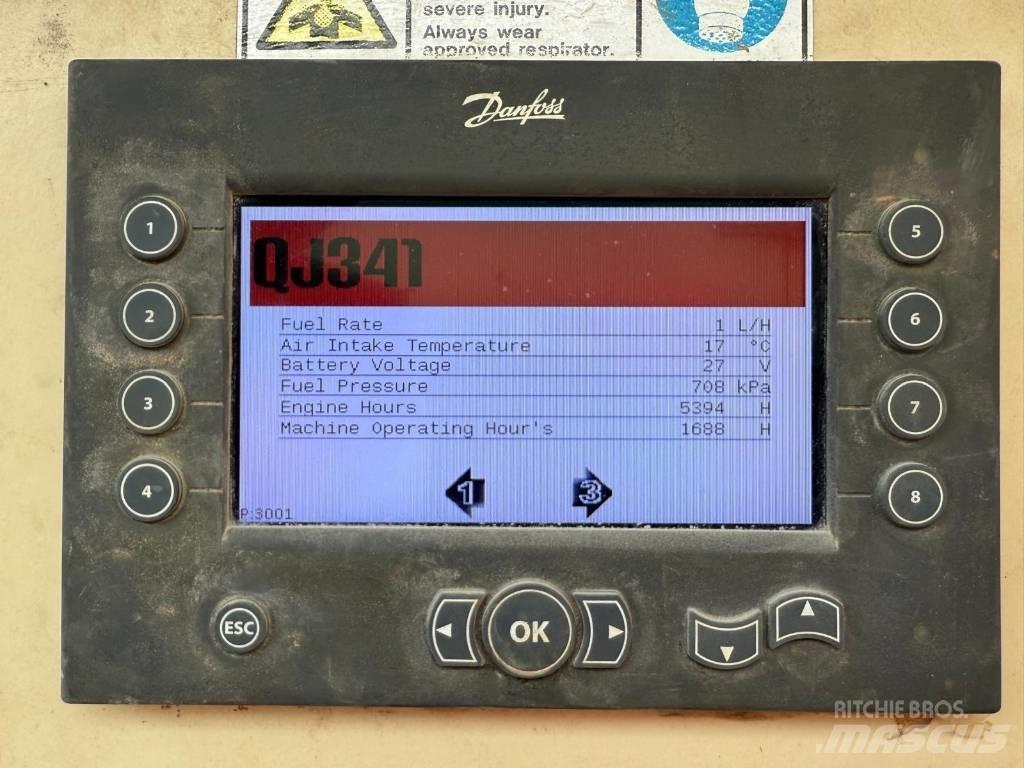 severe injury.
Always wear
approved respirator.
Danfoss
1
2
3
4
5
6
7
8
QJ341
Fuel Rate 1 L/H
Air Intake Temperature 17 °C
Battery Voltage 27 V
Fuel Pressure 708 kPa
Engine Hours 5394 H
Machine Operating Hour's 1688 H
1 3
P:3001
ESC
OK
RITCHIE BROS.
MASCUS